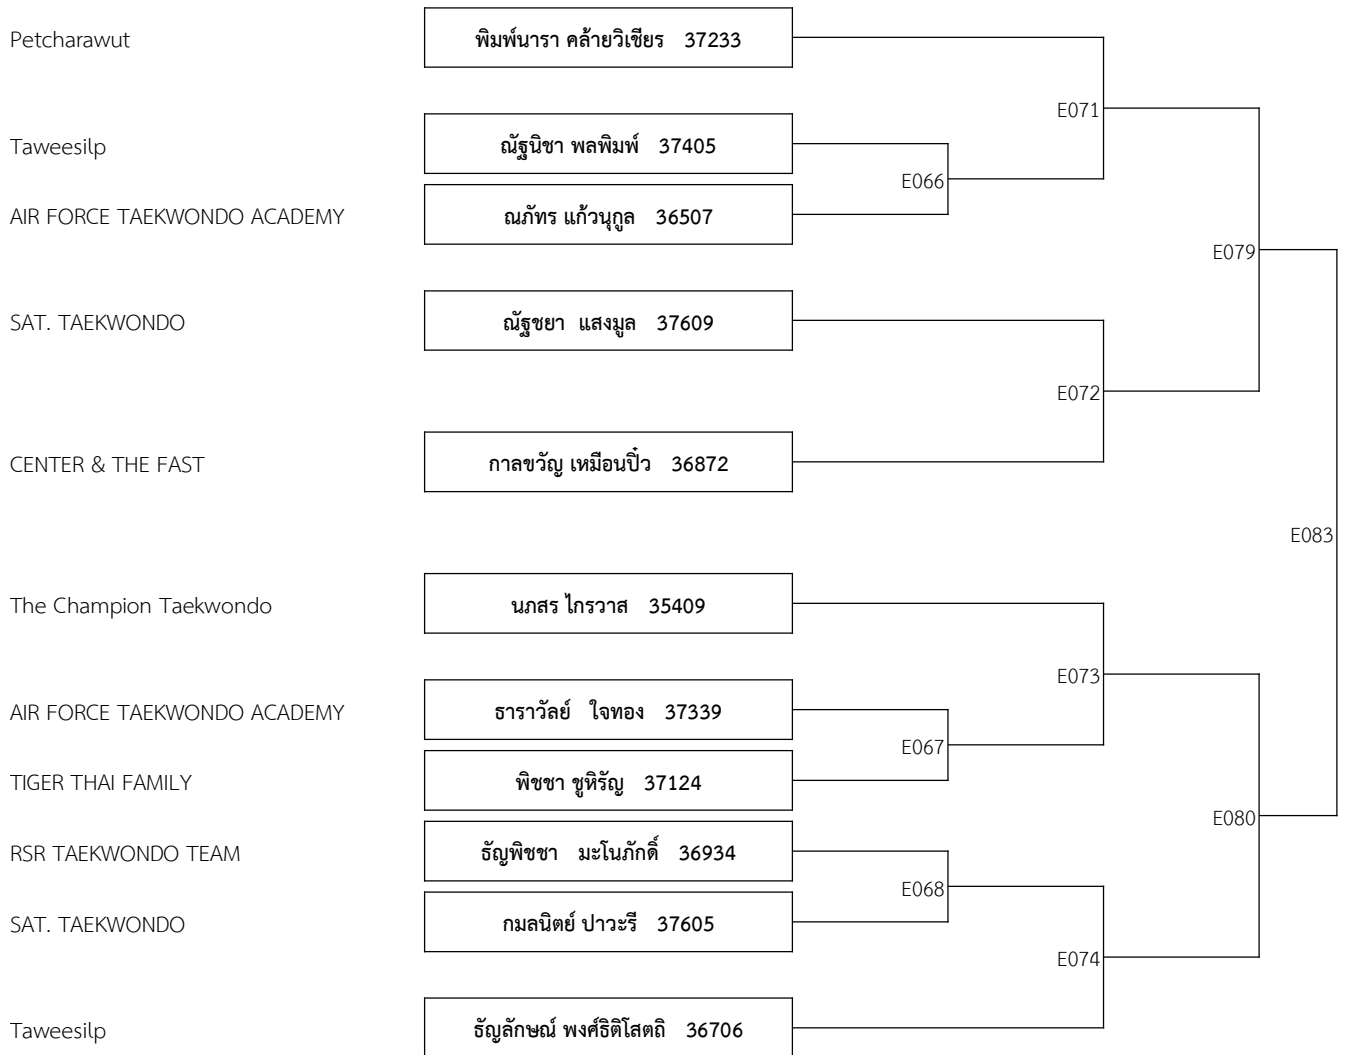 Petcharawut พิมพ์นารา คล้ายวิเชียร 37233
E071
Taweesilp ณัฐนิชา พลพิมพ์ 37405
E066
AIR FORCE TAEKWONDO ACADEMY ณภัทร แก้วนุกูล 36507
E079
SAT. TAEKWONDO ณัฐชยา แสงมูล 37609
E072
CENTER & THE FAST กาลขวัญ เหมือนปิ๋ว 36872
E083
The Champion Taekwondo นภสร ไกรวาส 35409
E073
AIR FORCE TAEKWONDO ACADEMY ธาราวัลย์ ใจทอง 37339
E067
TIGER THAI FAMILY พิชชา ชูหิรัญ 37124
E080
RSR TAEKWONDO TEAM ธัญพิชชา มะโนภักดิ์ 36934
E068
SAT. TAEKWONDO กมลนิตย์ ปาวะรี 37605
E074
Taweesilp ธัญลักษณ์ พงศ์ธิติโสตถิ 36706